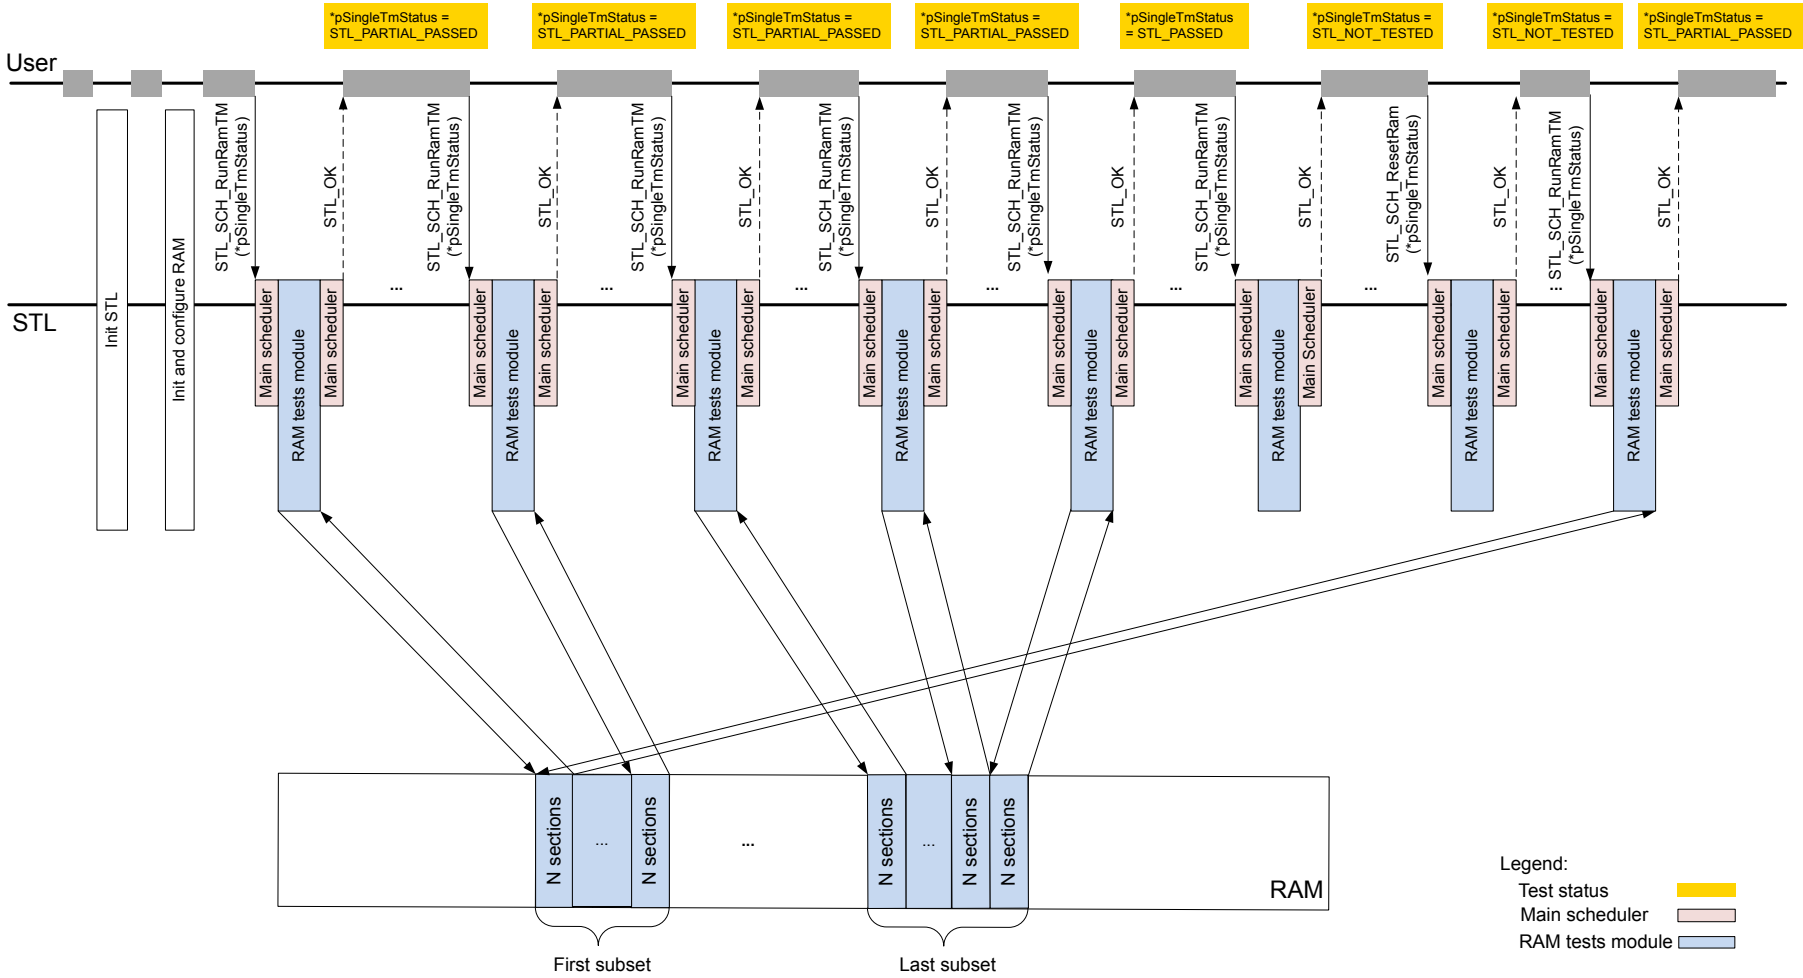 *pSingleTmStatus =
STL_PARTIAL_PASSED
*pSingleTmStatus =
STL_PARTIAL_PASSED
*pSingleTmStatus =
STL_PARTIAL_PASSED
*pSingleTmStatus =
STL_PARTIAL_PASSED
*pSingleTmStatus
= STL_PASSED
*pSingleTmStatus =
STL_NOT_TESTED
*pSingleTmStatus =
STL_NOT_TESTED
*pSingleTmStatus =
STL_PARTIAL_PASSED
User
STL_SCH_RunRamTM
(*pSingleTmStatus)
STL_OK
STL_SCH_RunRamTM
(*pSingleTmStatus)
STL_OK
STL_SCH_RunRamTM
(*pSingleTmStatus)
STL_OK
STL_SCH_RunRamTM
(*pSingleTmStatus)
STL_OK
STL_SCH_RunRamTM
(*pSingleTmStatus)
STL_OK
STL_SCH_RunRamTM
(*pSingleTmStatus)
STL_OK
STL_SCH_ResetRam
(*pSingleTmStatus)
STL_OK
STL_SCH_RunRamTM
(*pSingleTmStatus)
STL_OK
...
...
...
...
...
...
...
STL
Init STL
Init and configure RAM
Main scheduler
RAM tests module
Main scheduler
Main scheduler
RAM tests module
Main scheduler
Main scheduler
RAM tests module
Main scheduler
Main scheduler
RAM tests module
Main scheduler
Main scheduler
RAM tests module
Main scheduler
Main scheduler
RAM tests module
Main Scheduler
Main scheduler
RAM tests module
Main scheduler
Main scheduler
RAM tests module
Main scheduler
N sections
...
N sections
...
N sections
...
N sections
N sections
RAM
First subset
Last subset
Legend:
Test status
Main scheduler
RAM tests module